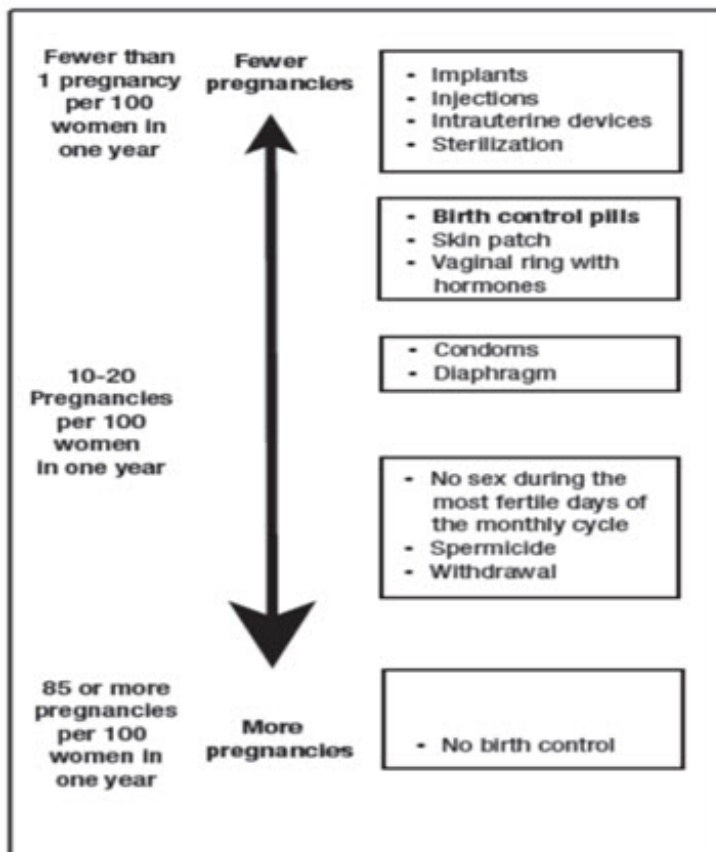 Fewer than
1 pregnancy
per 100
women in
one year
Fewer
pregnancies
• Implants
• Injections
• Intrauterine devices
• Sterilization
• Birth control pills
• Skin patch
• Vaginal ring with
hormones
10-20
Pregnancies
per 100
women
in one year
• Condoms
• Diaphragm
• No sex during the
most fertile days of
the monthly cycle
• Spermicide
• Withdrawal
85 or more
pregnancies
per 100
women in
one year
More
pregnancies
• No birth control